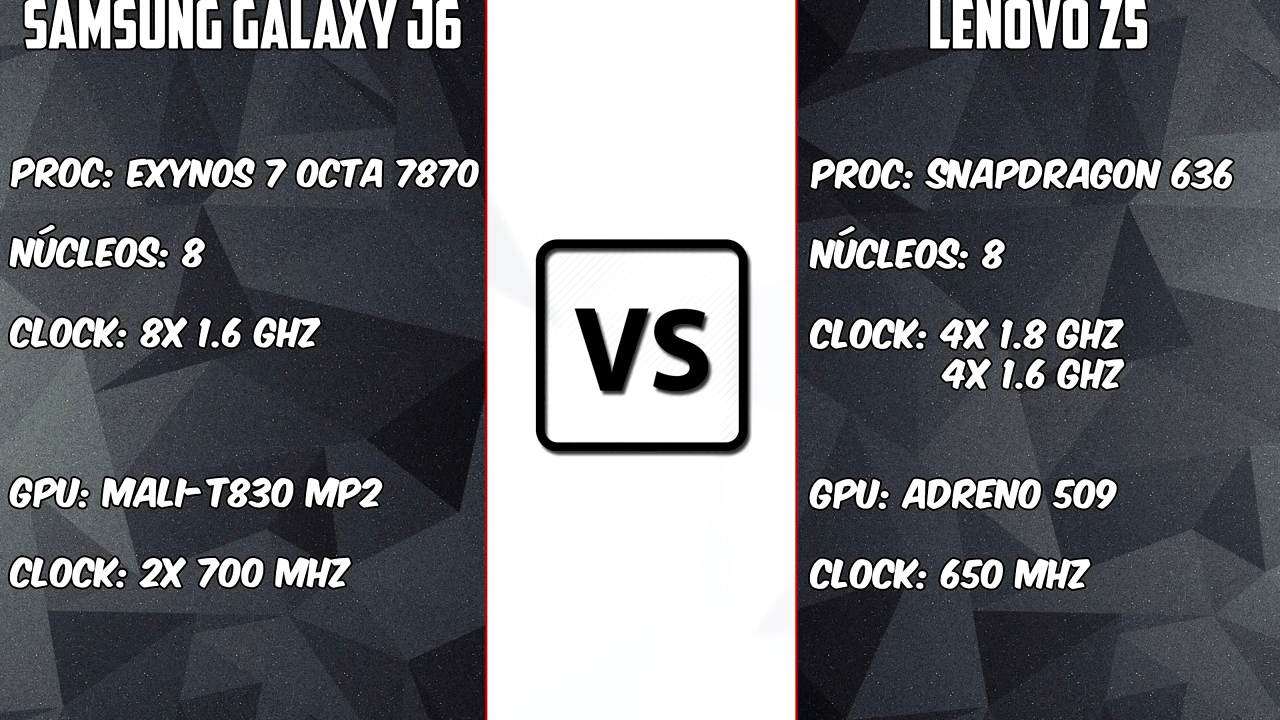 SAMSUNG GALAXY J6
PROC: EXYNOS 7 OCTA 7870
NÚCLEOS: 8
CLOCK: 8X 1.6 GHZ
GPU: MALI-T830 MP2
CLOCK: 2X 700 MHZ
VS
LENOVO Z5
PROC: SNAPDRAGON 636
NÚCLEOS: 8
CLOCK: 4X 1.8 GHZ
4X 1.6 GHZ
GPU: ADRENO 509
CLOCK: 650 MHZ